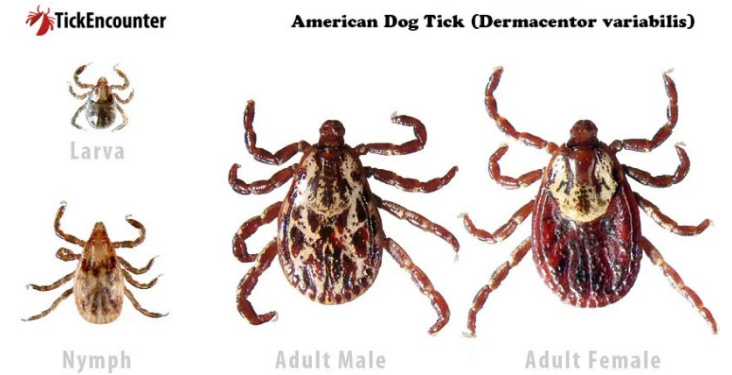 TickEncounter
American Dog Tick (Dermacentor variabilis)
Larva
Nymph
Adult Male
Adult Female